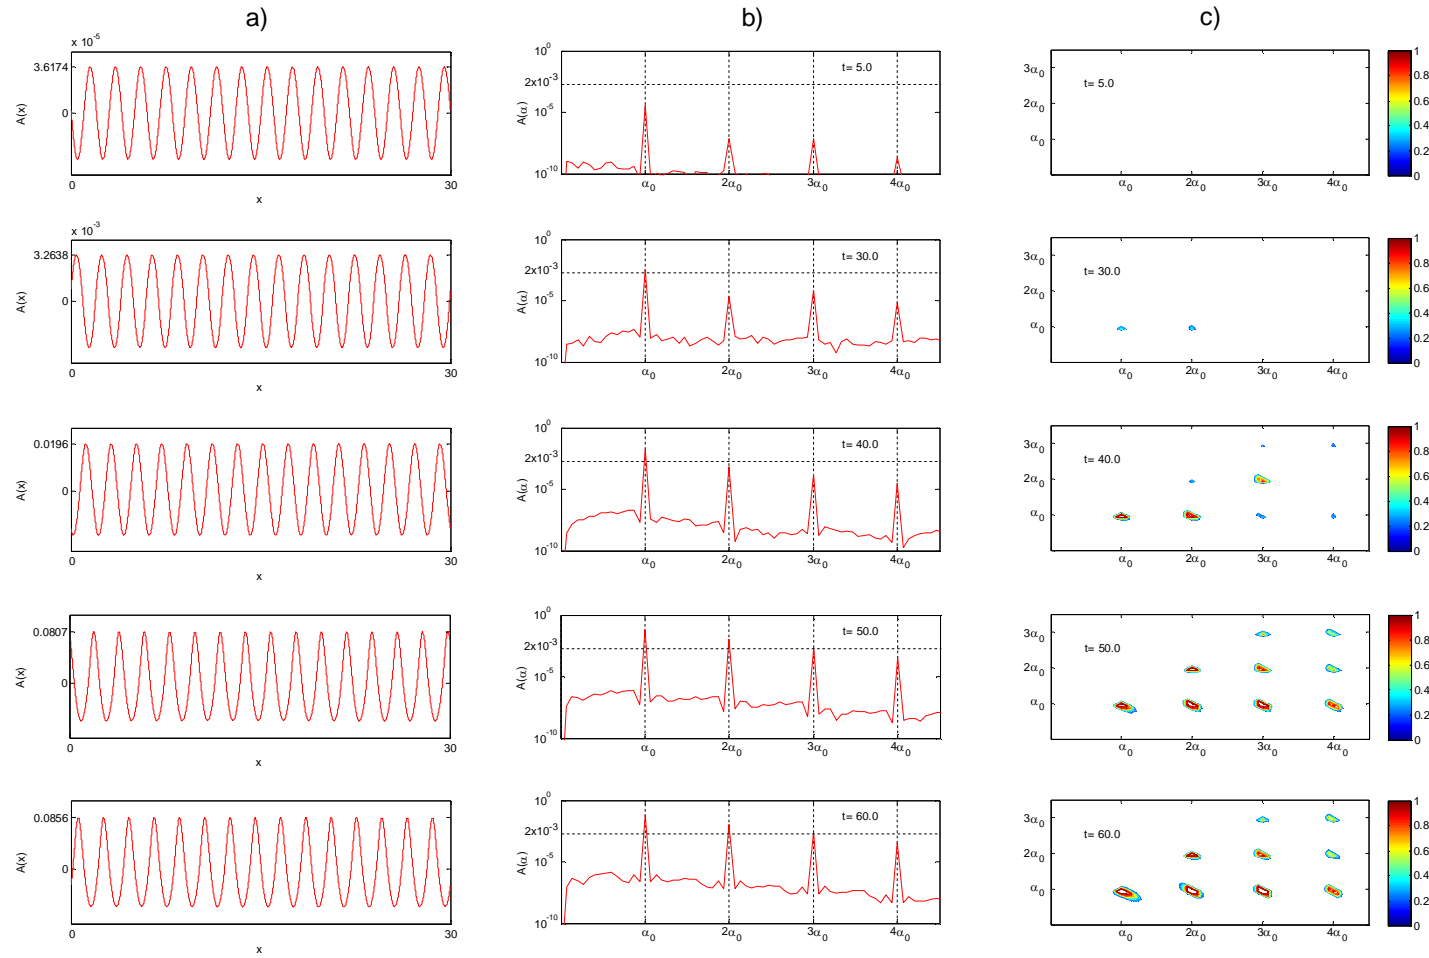 a) b) c)
x 10⁻⁵
3.6174
0
A(x)
0 30
x
10⁰
2x10⁻³
10⁻⁵
10⁻¹⁰
A(α)
t= 5.0
α₀ 2α₀ 3α₀ 4α₀
3α₀
2α₀
α₀
t= 5.0
α₀ 2α₀ 3α₀ 4α₀
1
0.8
0.6
0.4
0.2
0
x 10⁻³
3.2638
0
A(x)
0 30
x
10⁰
2x10⁻³
10⁻⁵
10⁻¹⁰
A(α)
t= 30.0
α₀ 2α₀ 3α₀ 4α₀
3α₀
2α₀
α₀
t= 30.0
α₀ 2α₀ 3α₀ 4α₀
1
0.8
0.6
0.4
0.2
0
0.0196
0
A(x)
0 30
x
10⁰
2x10⁻³
10⁻⁵
10⁻¹⁰
A(α)
t= 40.0
α₀ 2α₀ 3α₀ 4α₀
3α₀
2α₀
α₀
t= 40.0
α₀ 2α₀ 3α₀ 4α₀
1
0.8
0.6
0.4
0.2
0
0.0807
0
A(x)
0 30
x
10⁰
2x10⁻³
10⁻⁵
10⁻¹⁰
A(α)
t= 50.0
α₀ 2α₀ 3α₀ 4α₀
3α₀
2α₀
α₀
t= 50.0
α₀ 2α₀ 3α₀ 4α₀
1
0.8
0.6
0.4
0.2
0
0.0856
0
A(x)
0 30
x
10⁰
2x10⁻³
10⁻⁵
10⁻¹⁰
A(α)
t= 60.0
α₀ 2α₀ 3α₀ 4α₀
3α₀
2α₀
α₀
t= 60.0
α₀ 2α₀ 3α₀ 4α₀
1
0.8
0.6
0.4
0.2
0